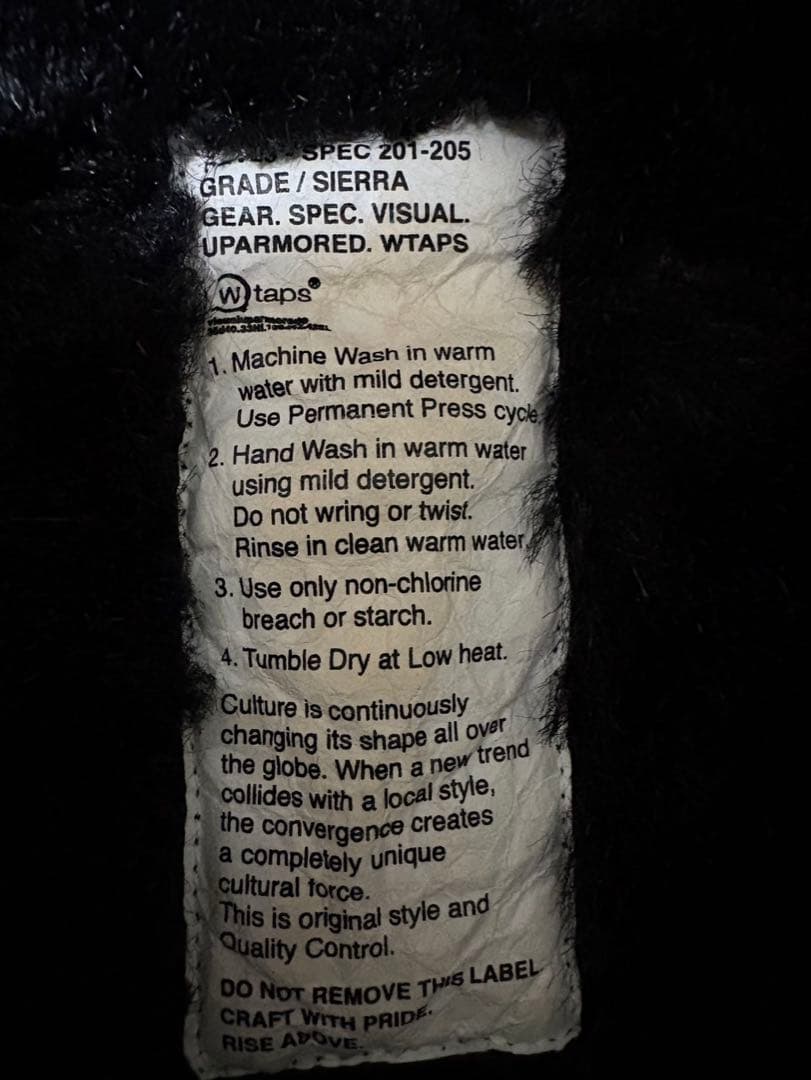 SPEC 201-205
GRADE / SIERRA
GEAR. SPEC. VISUAL.
UPARMORED. WTAPS
Wtaps®
1. Machine Wash in warm
water with mild detergent.
Use Permanent Press cycle.
2. Hand Wash in warm water
using mild detergent.
Do not wring or twist.
Rinse in clean warm water.
3. Use only non-chlorine
breach or starch.
4. Tumble Dry at Low heat.
Culture is continuously
changing its shape all over
the globe. When a new trend
collides with a local style,
the convergence creates
a completely unique
cultural force.
This is original style and
Quality Control.
DO NOT REMOVE THIS LABEL
CRAFT WITH PRIDE.
RISE ABOVE.